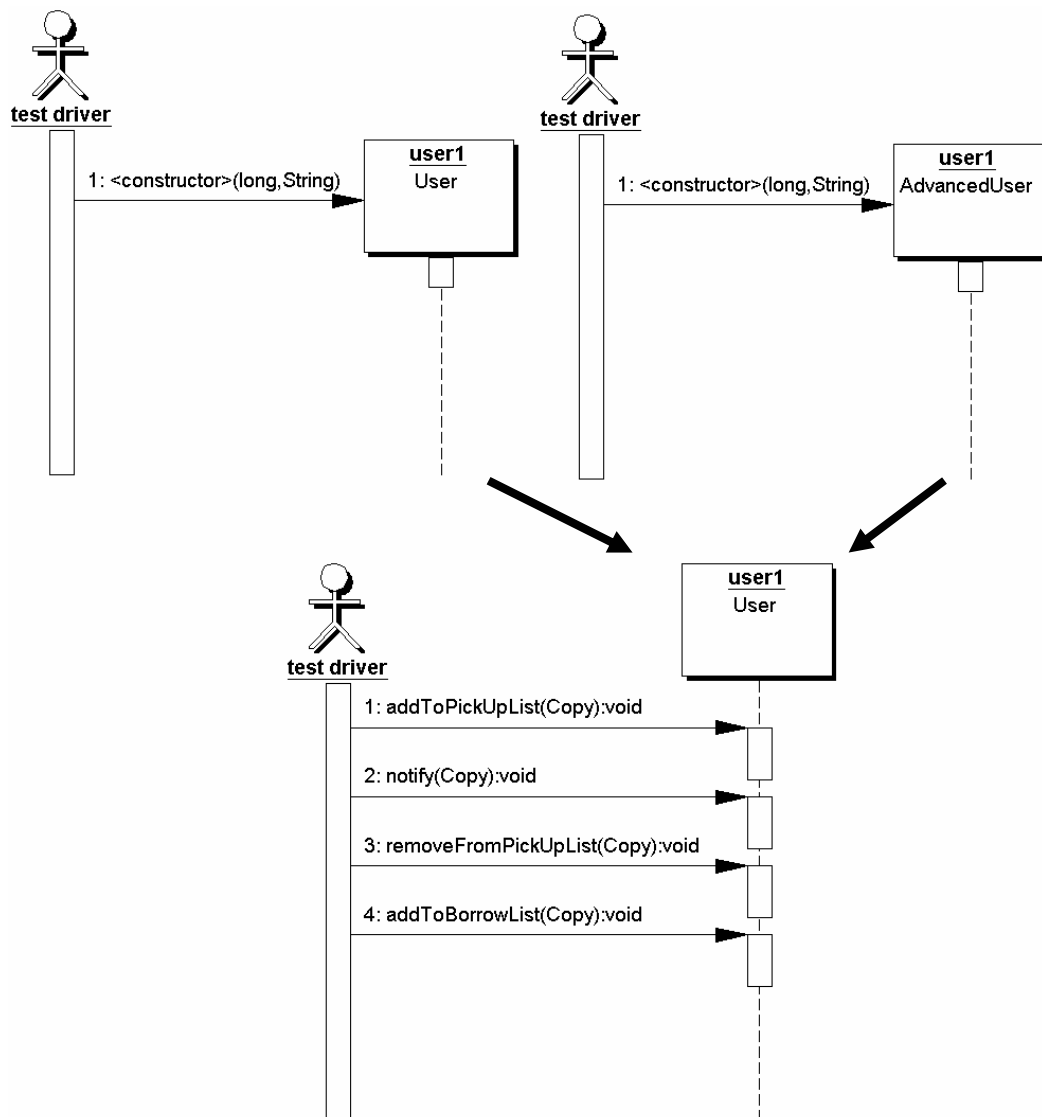 test driver
1: <constructor>(long,String)
user1
User
test driver
1: <constructor>(long,String)
user1
AdvancedUser
test driver
user1
User
1: addToPickUpList(Copy):void
2: notify(Copy):void
3: removeFromPickUpList(Copy):void
4: addToBorrowList(Copy):void